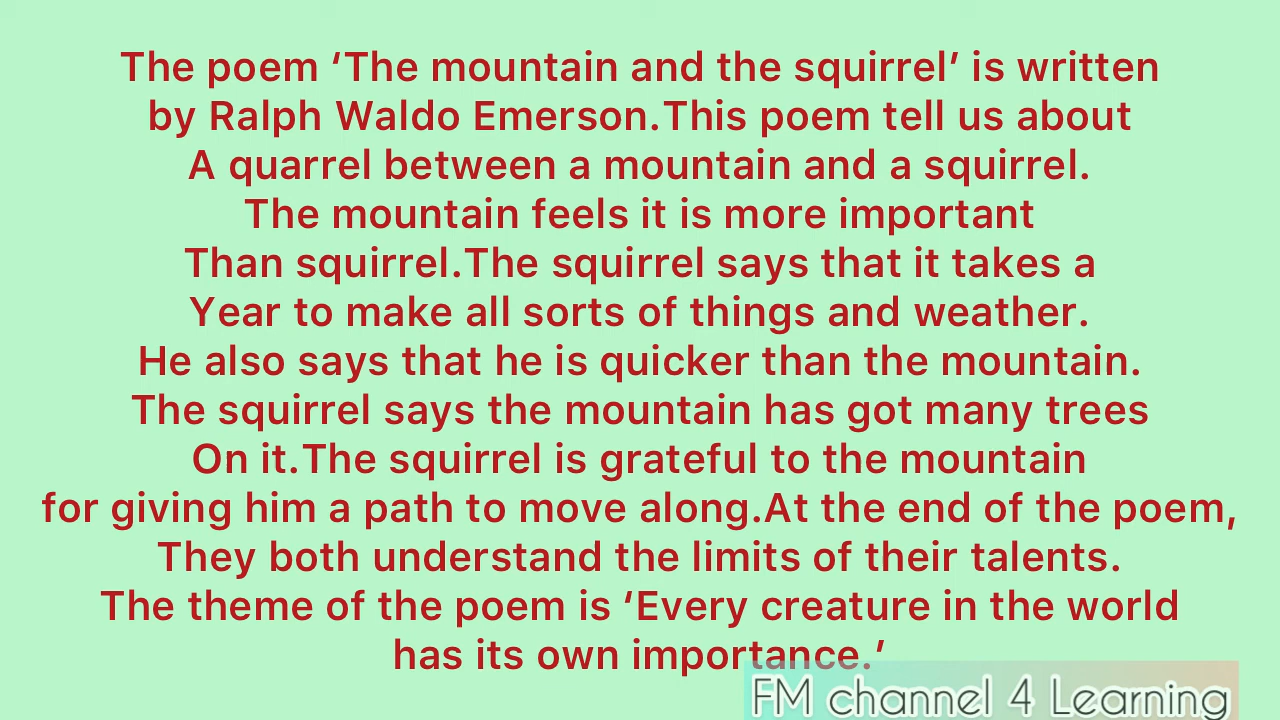 The poem ‘The mountain and the squirrel’ is written
by Ralph Waldo Emerson.This poem tell us about
A quarrel between a mountain and a squirrel.
The mountain feels it is more important
Than squirrel.The squirrel says that it takes a
Year to make all sorts of things and weather.
He also says that he is quicker than the mountain.
The squirrel says the mountain has got many trees
On it.The squirrel is grateful to the mountain
for giving him a path to move along.At the end of the poem,
They both understand the limits of their talents.
The theme of the poem is ‘Every creature in the world
has its own importance.’
FM channel 4 Learning